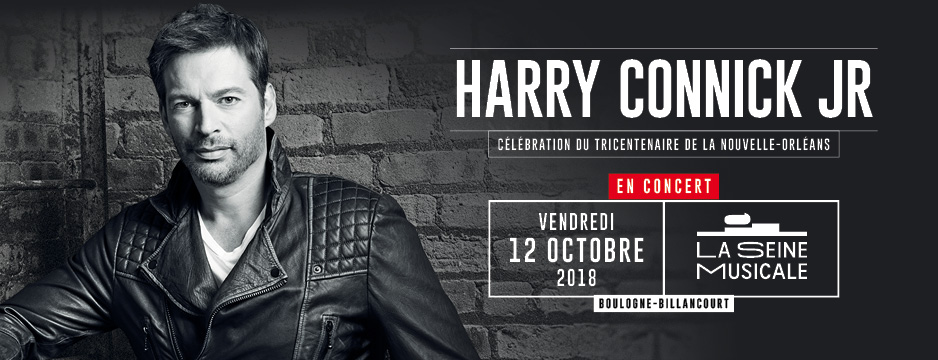 HARRY CONNICK JR
CÉLÉBRATION DU TRICENTENAIRE DE LA NOUVELLE-ORLÉANS
EN CONCERT
VENDREDI
12 OCTOBRE
2018
LA SEINE
MUSICALE
BOULOGNE-BILLANCOURT